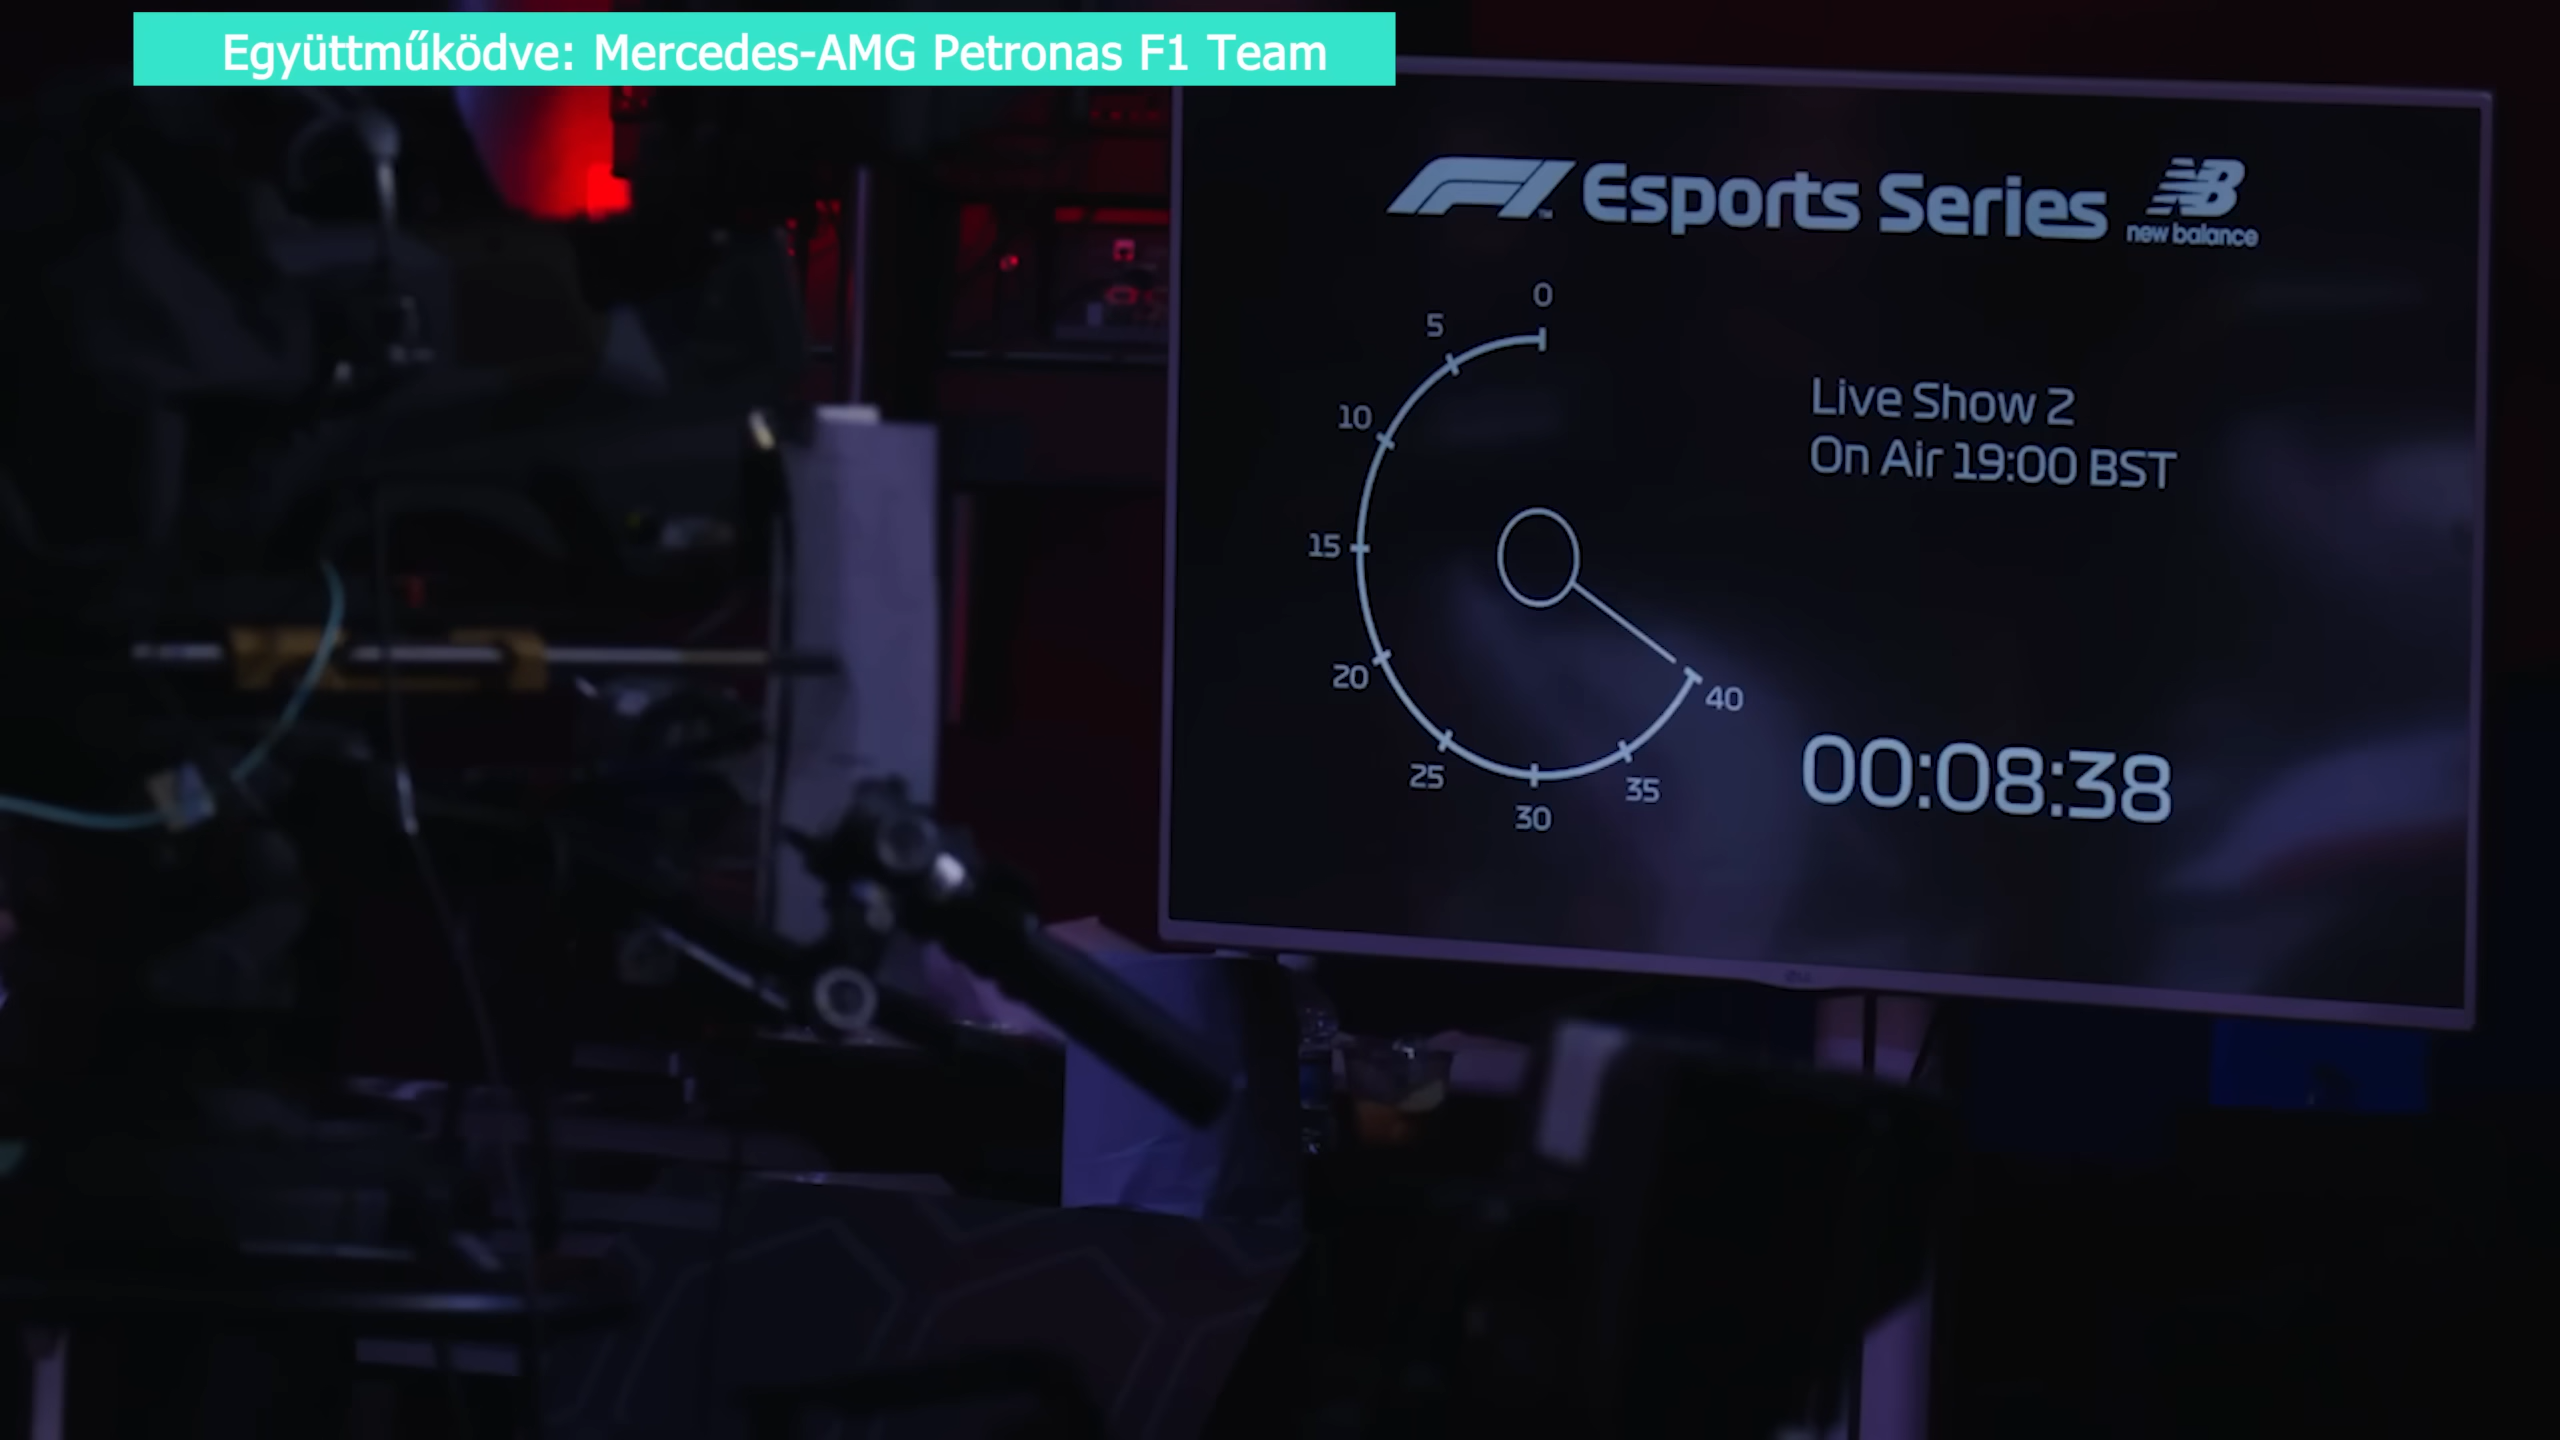 Együttműködve: Mercedes-AMG Petronas F1 Team
F1 Esports Series NB
new balance
0
5
10
15
20
25
30
35
40
Live Show 2
On Air 19:00 BST
00:08:38